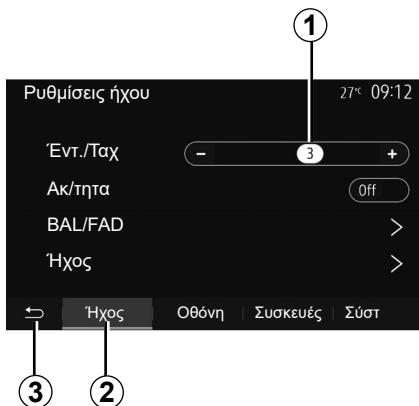 1
Ρυθμίσεις ήχου 27°C 09:12
Έντ./Ταχ - 3 +
Ακ/τητα Off
BAL/FAD >
Ήχος >
Ήχος Οθόνη Συσκευές Σύστ
3 2